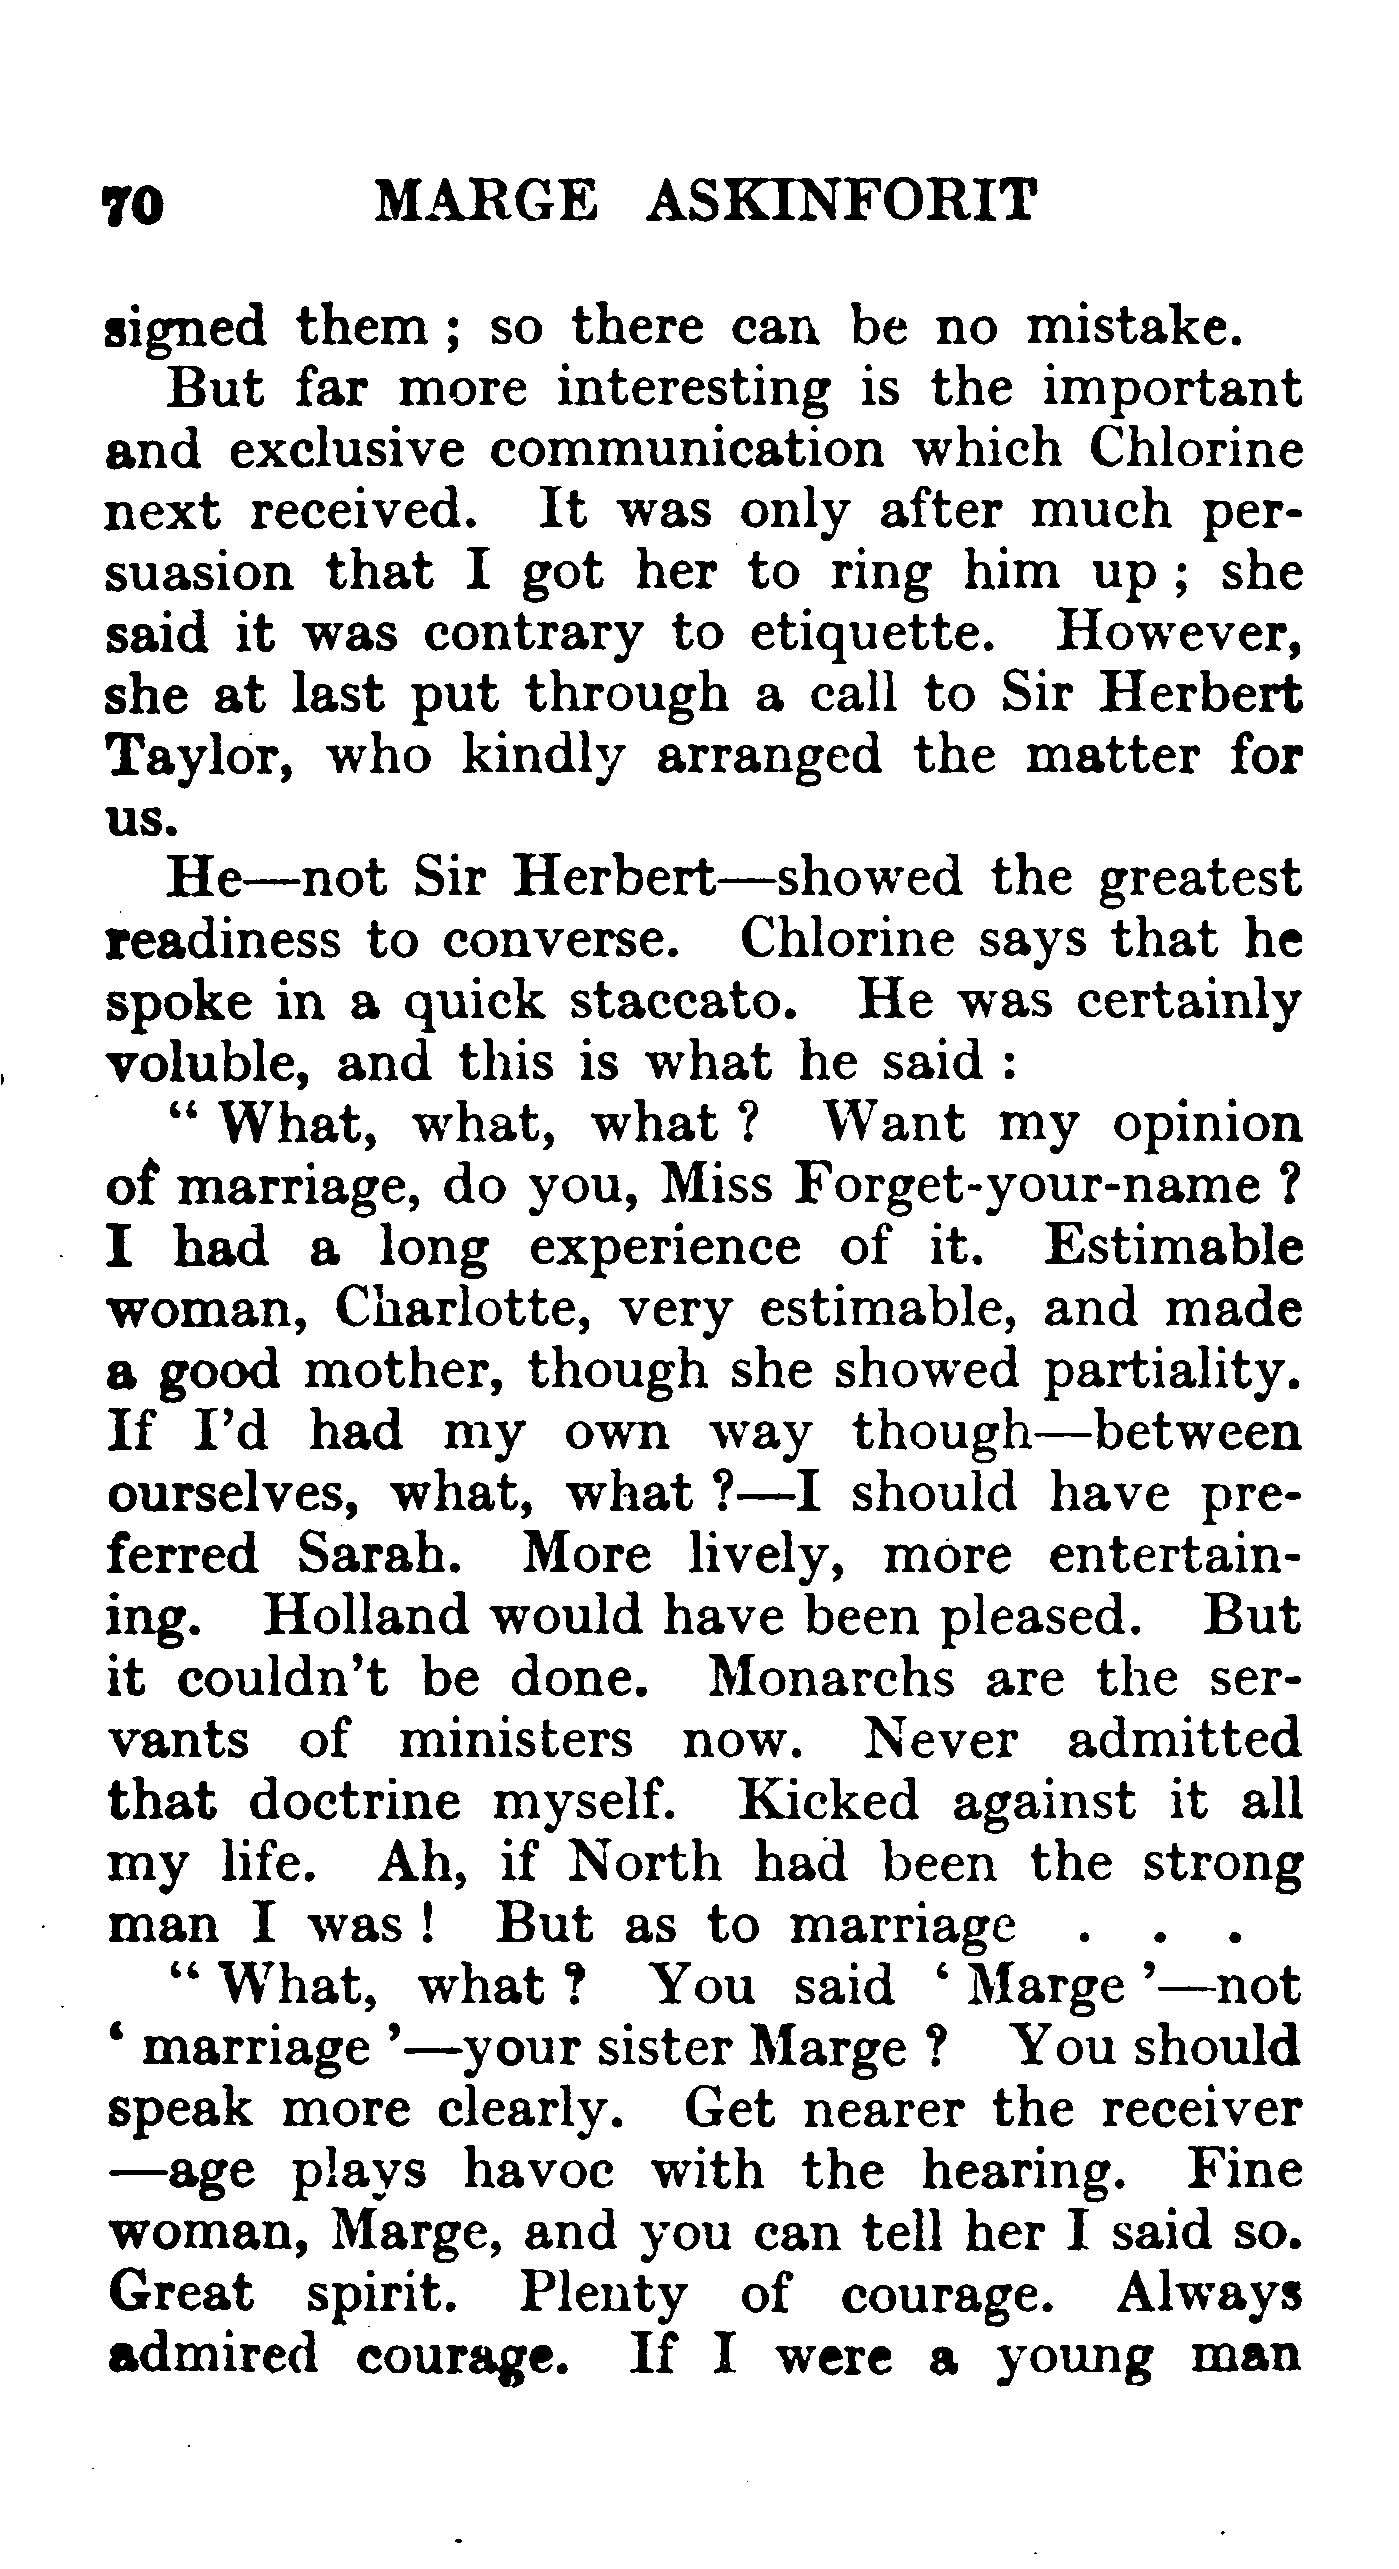 70 MARGE ASKINFORIT
signed them ; so there can be no mistake.
But far more interesting is the important
and exclusive communication which Chlorine
next received. It was only after much per-
suasion that I got her to ring him up ; she
said it was contrary to etiquette. However,
she at last put through a call to Sir Herbert
Taylor, who kindly arranged the matter for
us.
He—not Sir Herbert—showed the greatest
readiness to converse. Chlorine says that he
spoke in a quick staccato. He was certainly
voluble, and this is what he said :
“ What, what, what ? Want my opinion
of marriage, do you, Miss Forget-your-name ?
I had a long experience of it. Estimable
woman, Charlotte, very estimable, and made
a good mother, though she showed partiality.
If I’d had my own way though—between
ourselves, what, what ?—I should have pre-
ferred Sarah. More lively, more entertain-
ing. Holland would have been pleased. But
it couldn’t be done. Monarchs are the ser-
vants of ministers now. Never admitted
that doctrine myself. Kicked against it all
my life. Ah, if North had been the strong
man I was ! But as to marriage . . .
“ What, what ? You said ‘ Marge ’—not
‘ marriage ’—your sister Marge ? You should
speak more clearly. Get nearer the receiver
—age plays havoc with the hearing. Fine
woman, Marge, and you can tell her I said so.
Great spirit. Plenty of courage. Always
admired courage. If I were a young man